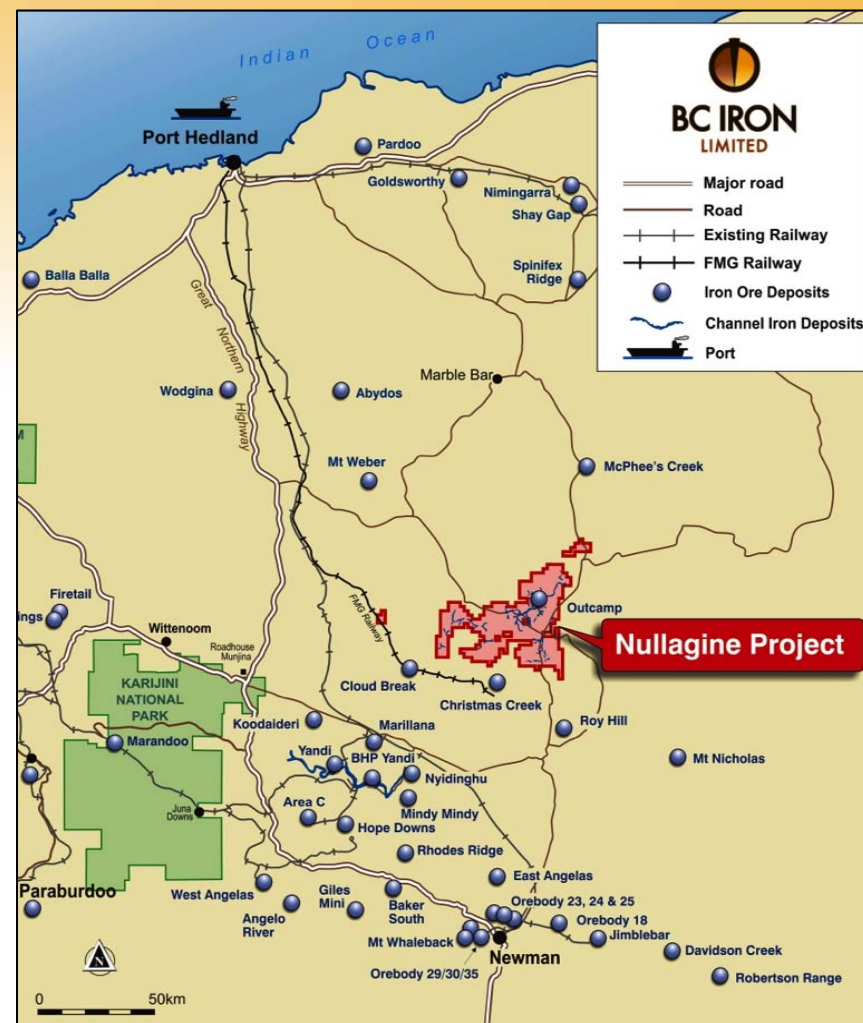 Indian Ocean
Port Hedland
Pardoo
Goldsworthy
Nimingarra
Shay Gap
Balla Balla
Spinifex
Ridge
Great Northern Highway
Wodgina
Abydos
Marble Bar
Mt Weber
McPhee's Creek
Firetail
ings
Wittenoom
Roadhouse
Munjina
FMG Railway
Outcamp
Nullagine Project
KARIJINI
NATIONAL
PARK
Cloud Break
Christmas Creek
Koodaideri
Marillana
Roy Hill
Marandoo
Yandi
BHP Yandi
Nyidinghu
Mt Nicholas
Juna
Downs
Area C
Mindy Mindy
Hope Downs
Rhodes Ridge
Paraburdoo
West Angelas
Angelo
River
Giles
Mini
Baker
South
East Angelas
Orebody 23, 24 & 25
Orebody 18
Mt Whaleback
Jimblebar
Newman
Orebody 29/30/35
Davidson Creek
Robertson Range
N
0 50km
BC IRON
LIMITED
Major road
Road
Existing Railway
FMG Railway
Iron Ore Deposits
Channel Iron Deposits
Port